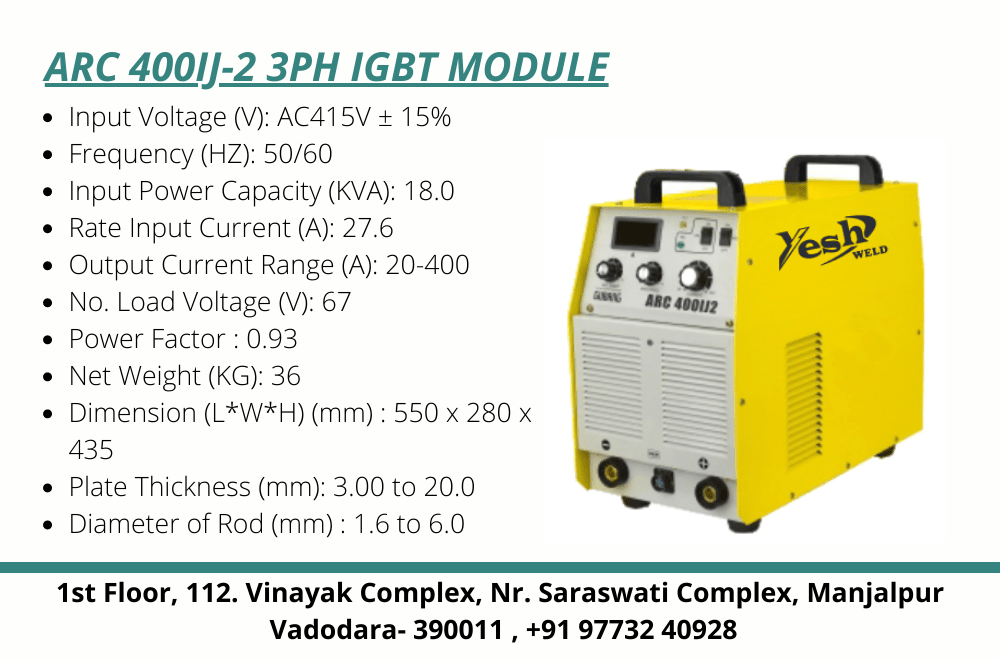 ARC 400IJ-2 3PH IGBT MODULE
• Input Voltage (V): AC415V ± 15%
• Frequency (HZ): 50/60
• Input Power Capacity (KVA): 18.0
• Rate Input Current (A): 27.6
• Output Current Range (A): 20-400
• No. Load Voltage (V): 67
• Power Factor : 0.93
• Net Weight (KG): 36
• Dimension (L*W*H) (mm) : 550 x 280 x
435
• Plate Thickness (mm): 3.00 to 20.0
• Diameter of Rod (mm) : 1.6 to 6.0
Yesh
WELD
ARC 400IJ2
1st Floor, 112. Vinayak Complex, Nr. Saraswati Complex, Manjalpur
Vadodara- 390011 , +91 97732 40928